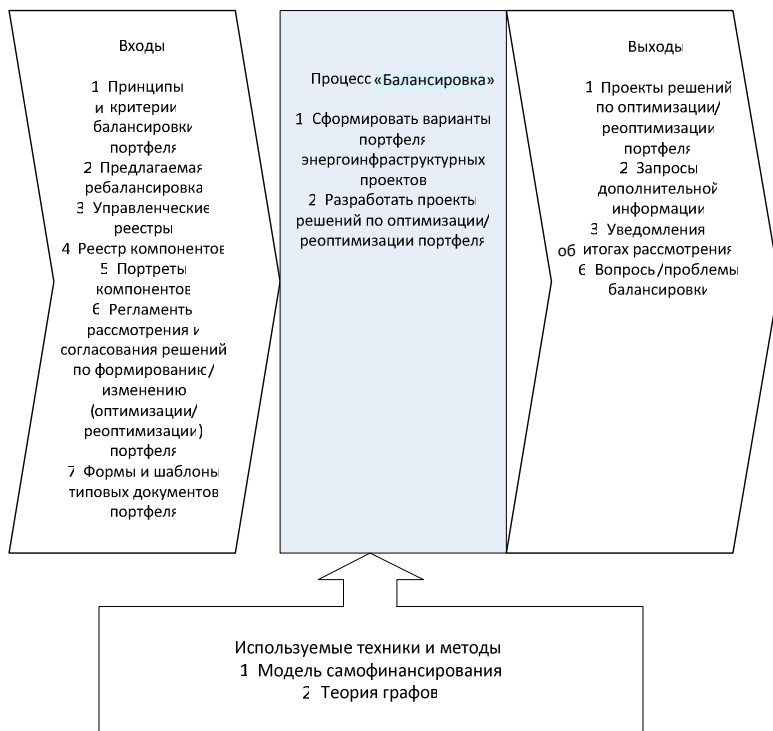 Входы
1 Принципы
и критерии
балансировки
портфеля
2 Предлагаемая
ребалансировка
3 Управленческие
реестры
4 Реестр компонентов
5 Портреты
компонентов
6 Регламенть
рассмотрения и
согласования решений
по формированию/
изменению
(оптимизации/
реоптимизации)
портфеля
7 Формы и шаблоны
типовых документов
портфеля
Процесс «Балансировка»
1 Сформировать варианты
портфеля
энергоинфраструктурных
проектов
2 Разработать проекты
решений по оптимизации/
реоптимизации портфеля
Выходы
1 Проекты решений
по оптимизации/
реоптимизации
портфеля
2 Запросы
дополнительной
информации
3 Уведомления
об итогах рассмотрения
6 Вопрось/проблемы
балансировки
Используемые техники и методы
1 Модель самофинансирования
2 Теория графов